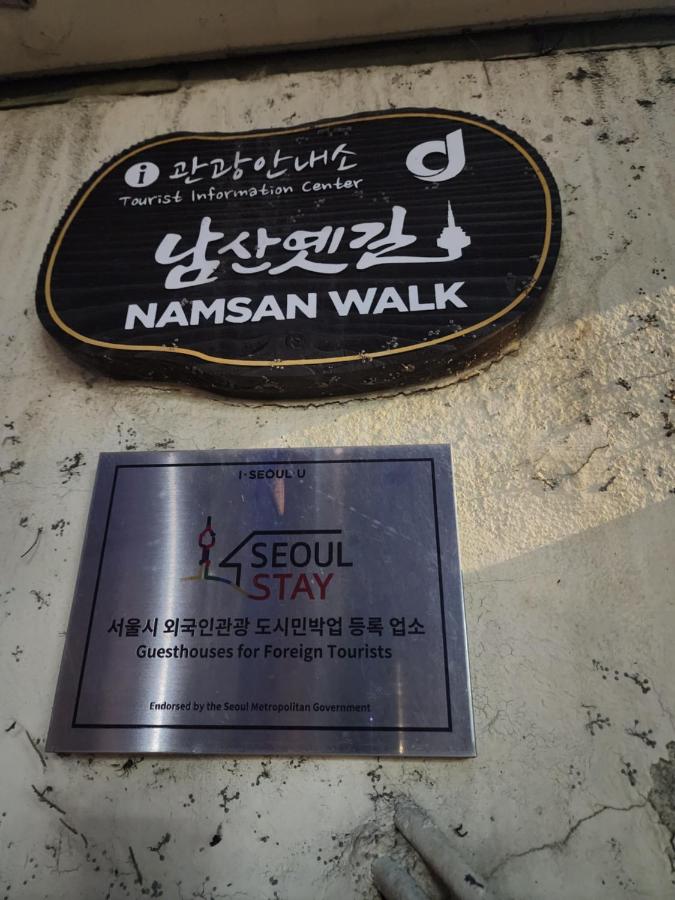 i 관광안내소
Tourist Information Center
남산옛길
NAMSAN WALK
I·SEOUL·U
SEOUL
STAY
서울시 외국인관광 도시민박업 등록 업소
Guesthouses for Foreign Tourists
Endorsed by the Seoul Metropolitan Government